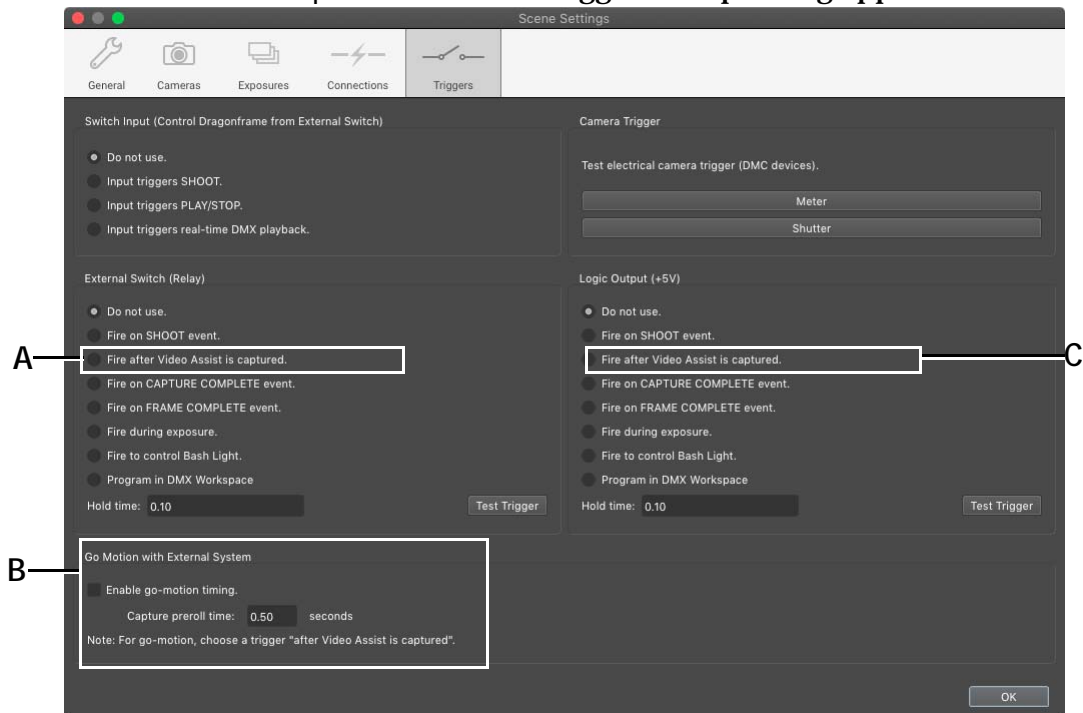 Scene Settings
General
Cameras
Exposures
Connections
Triggers
Switch Input (Control Dragonframe from External Switch)
Do not use.
Input triggers SHOOT.
Input triggers PLAY/STOP.
Input triggers real-time DMX playback.
Camera Trigger
Test electrical camera trigger (DMC devices).
Meter
Shutter
External Switch (Relay)
Do not use.
Fire on SHOOT event.
A
Fire after Video Assist is captured.
Fire on CAPTURE COMPLETE event.
Fire on FRAME COMPLETE event.
Fire during exposure.
Fire to control Bash Light.
Program in DMX Workspace
Hold time: 0.10 Test Trigger
Logic Output (+5V)
Do not use.
Fire on SHOOT event.
Fire after Video Assist is captured.
C
Fire on CAPTURE COMPLETE event.
Fire on FRAME COMPLETE event.
Fire during exposure.
Fire to control Bash Light.
Program in DMX Workspace
Hold time: 0.10 Test Trigger
B
Go Motion with External System
Enable go-motion timing.
Capture preroll time: 0.50 seconds
Note: For go-motion, choose a trigger "after Video Assist is captured".
OK